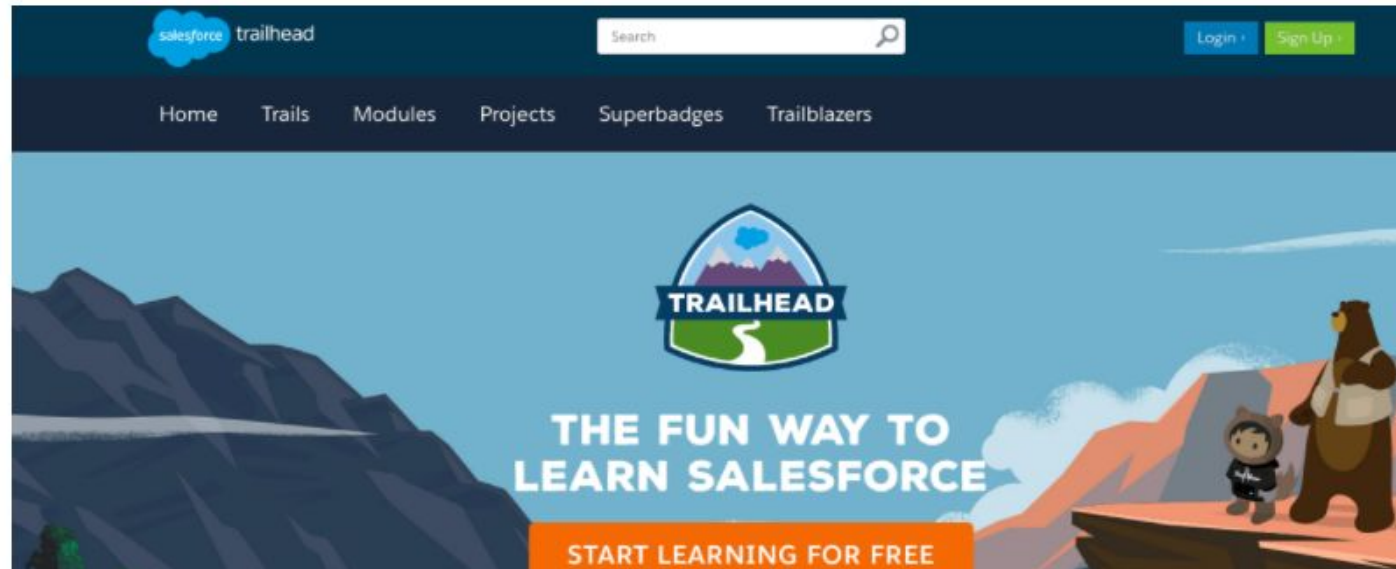 salesforce trailhead
Search
Login ›
Sign Up ›
Home Trails Modules Projects Superbadges Trailblazers
TRAILHEAD
THE FUN WAY TO
LEARN SALESFORCE
START LEARNING FOR FREE